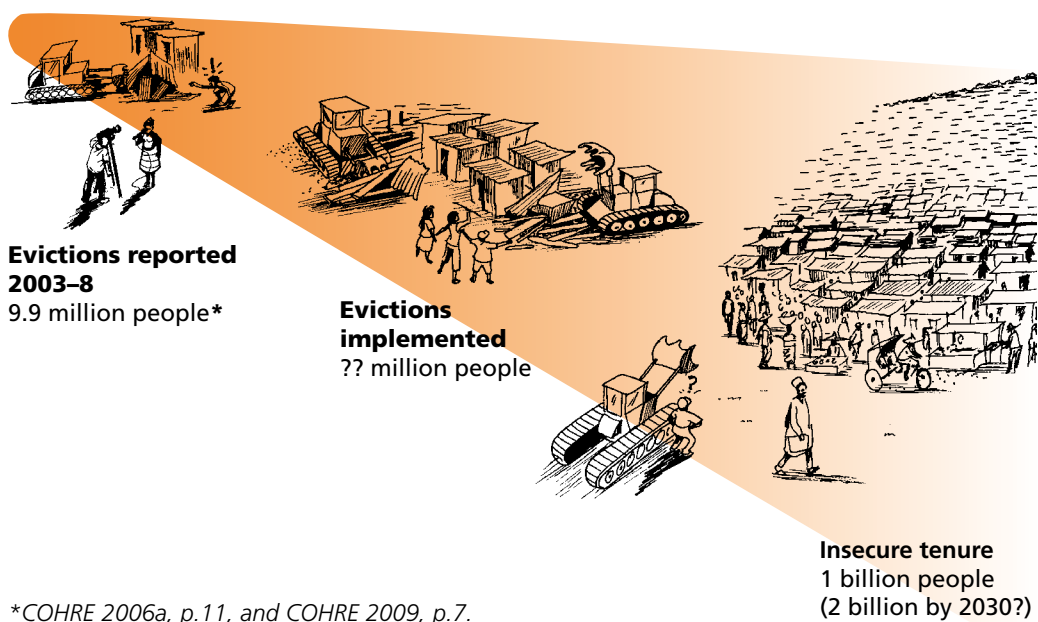 Evictions reported
2003–8
9.9 million people*
Evictions
implemented
?? million people
!
?
Insecure tenure
1 billion people
(2 billion by 2030?)
*COHRE 2006a, p.11, and COHRE 2009, p.7.